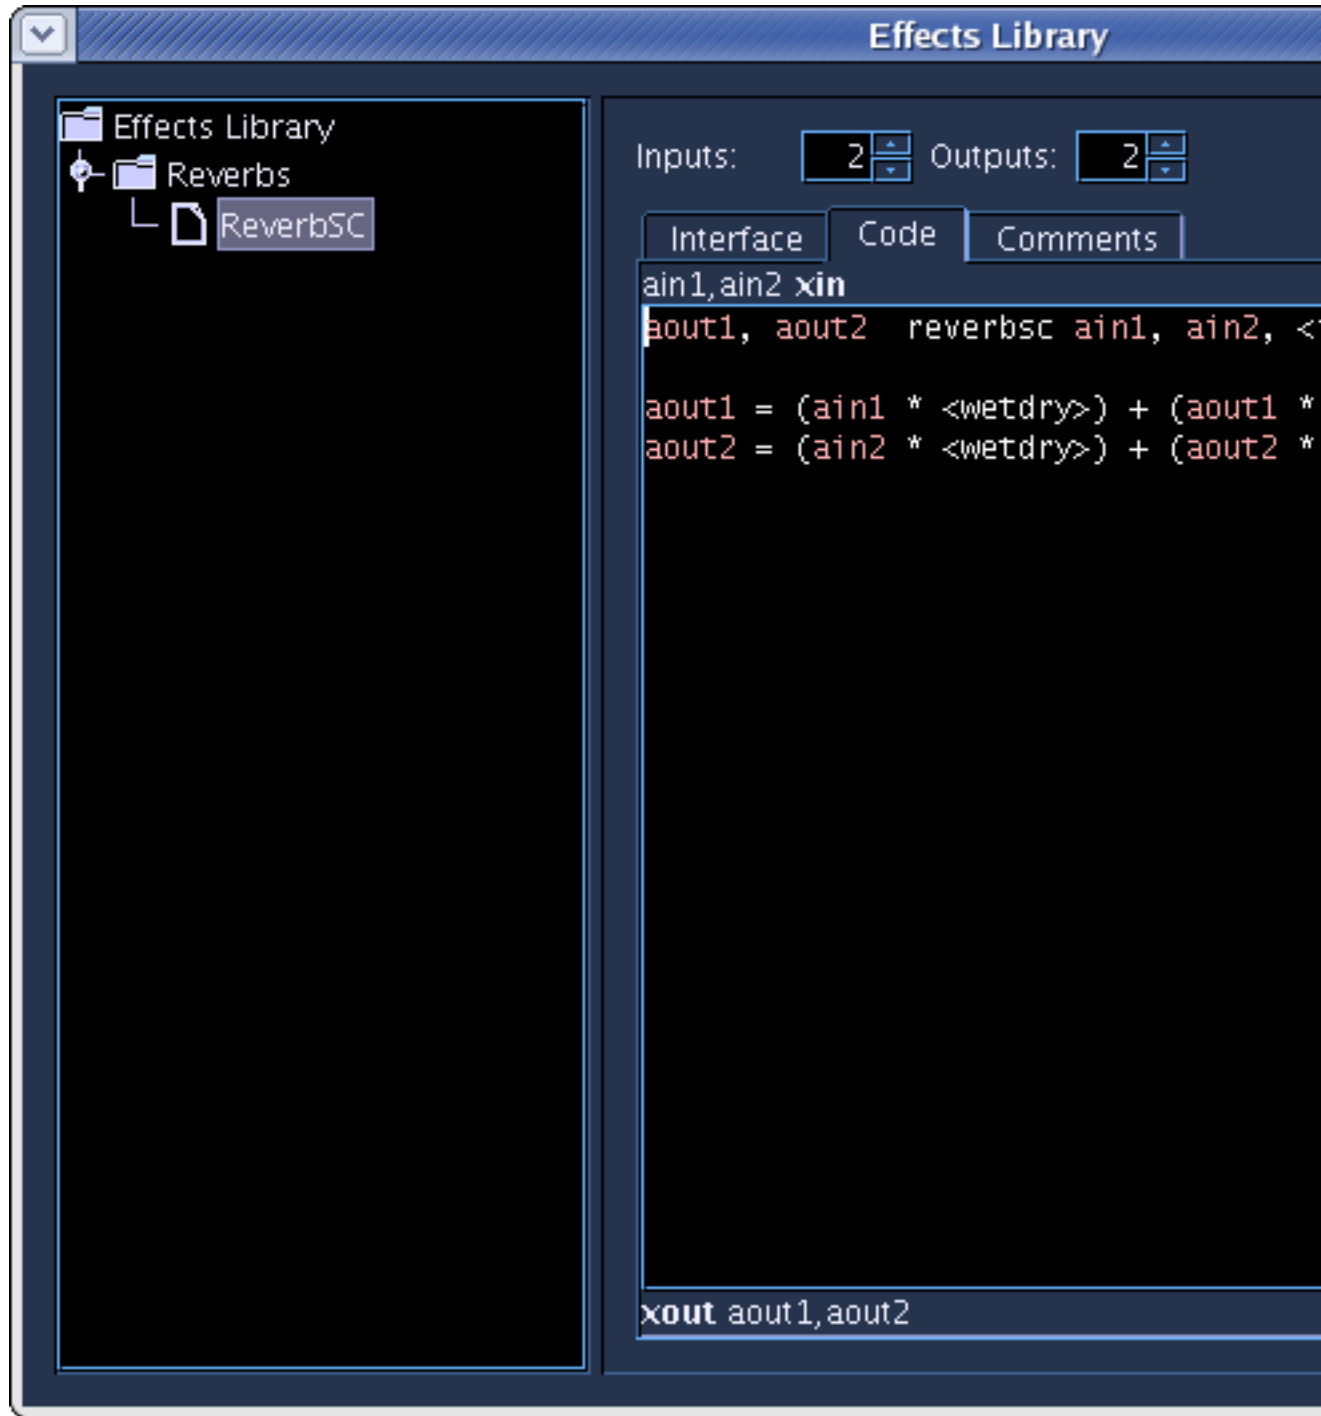 Effects Library
Effects Library
Reverbs
ReverbSC
Inputs: 2 Outputs: 2
Interface Code Comments
ain1,ain2 xin
aout1, aout2  reverbsc ain1, ain2, <
aout1 = (ain1 * <wetdry>) + (aout1 *
aout2 = (ain2 * <wetdry>) + (aout2 *
xout aout1,aout2